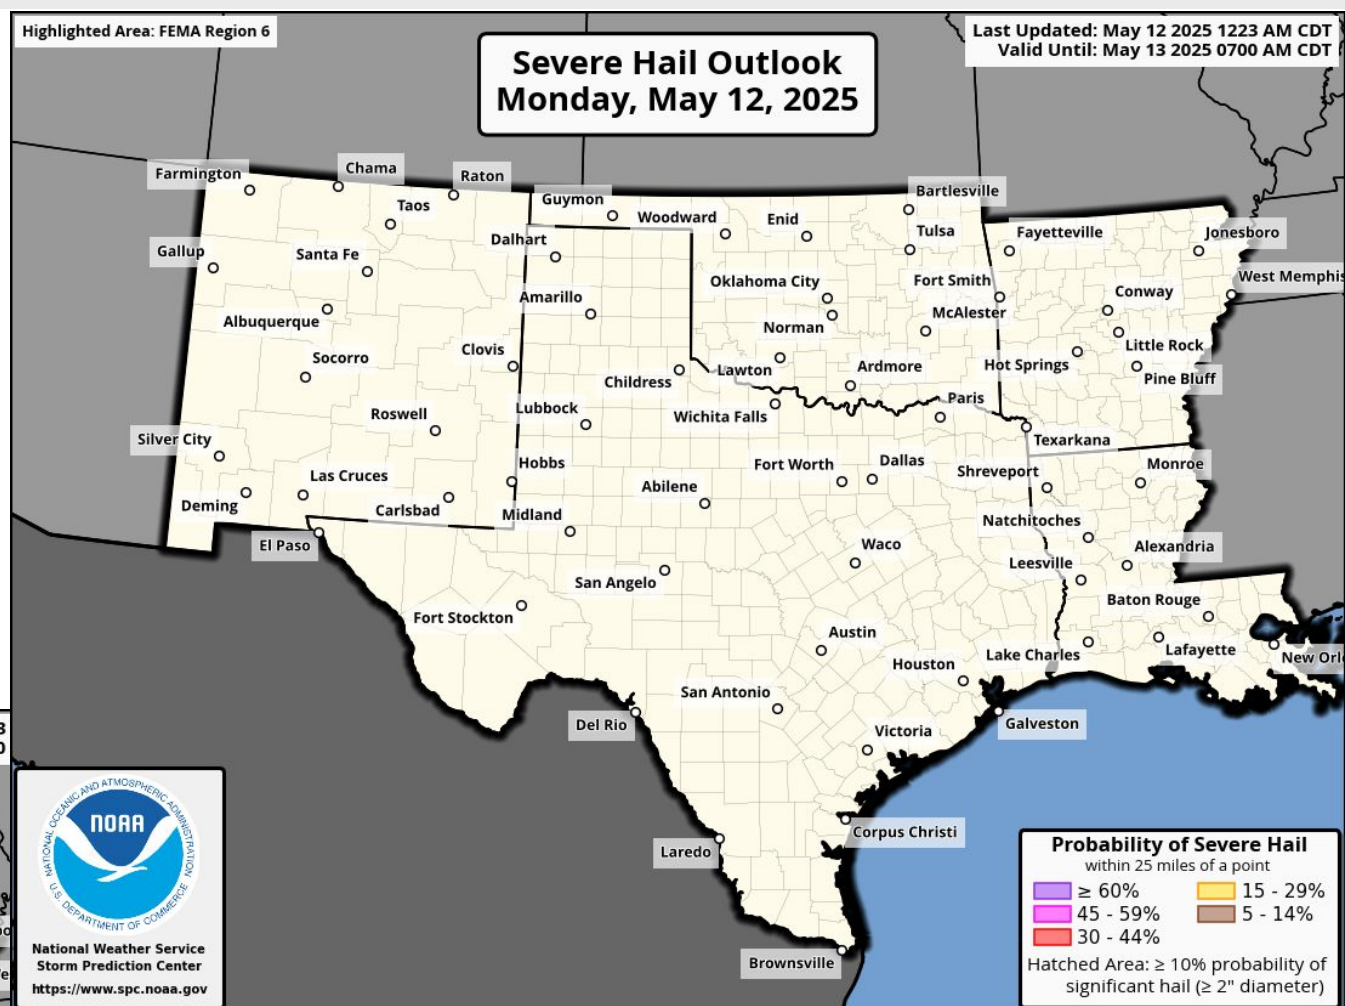 Highlighted Area: FEMA Region 6
Severe Hail Outlook
Monday, May 12, 2025
Last Updated: May 12 2025 1223 AM CDT
Valid Until: May 13 2025 0700 AM CDT
Farmington
Chama
Raton
Guymon
Bartlesville
Taos
Woodward
Enid
Tulsa
Fayetteville
Jonesboro
Gallup
Santa Fe
Dalhart
West Memphis
Oklahoma City
Fort Smith
Conway
Amarillo
Albuquerque
Norman
McAlester
Little Rock
Socorro
Clovis
Childress
Lawton
Ardmore
Hot Springs
Pine Bluff
Roswell
Lubbock
Wichita Falls
Paris
Silver City
Texarkana
Las Cruces
Hobbs
Abilene
Fort Worth
Dallas
Shreveport
Monroe
Deming
Carlsbad
Midland
Natchitoches
El Paso
Waco
Alexandria
San Angelo
Leesville
Fort Stockton
Baton Rouge
Austin
Houston
Lake Charles
Lafayette
New Orl
San Antonio
Del Rio
Victoria
Galveston
Laredo
Corpus Christi
Brownsville
3
0
NATIONAL OCEANIC AND ATMOSPHERIC ADMINISTRATION
NOAA
U.S. DEPARTMENT OF COMMERCE
National Weather Service
Storm Prediction Center
https://www.spc.noaa.gov
Probability of Severe Hail
within 25 miles of a point
≥ 60% 15 - 29%
45 - 59% 5 - 14%
30 - 44%
Hatched Area: ≥ 10% probability of
significant hail (≥ 2" diameter)